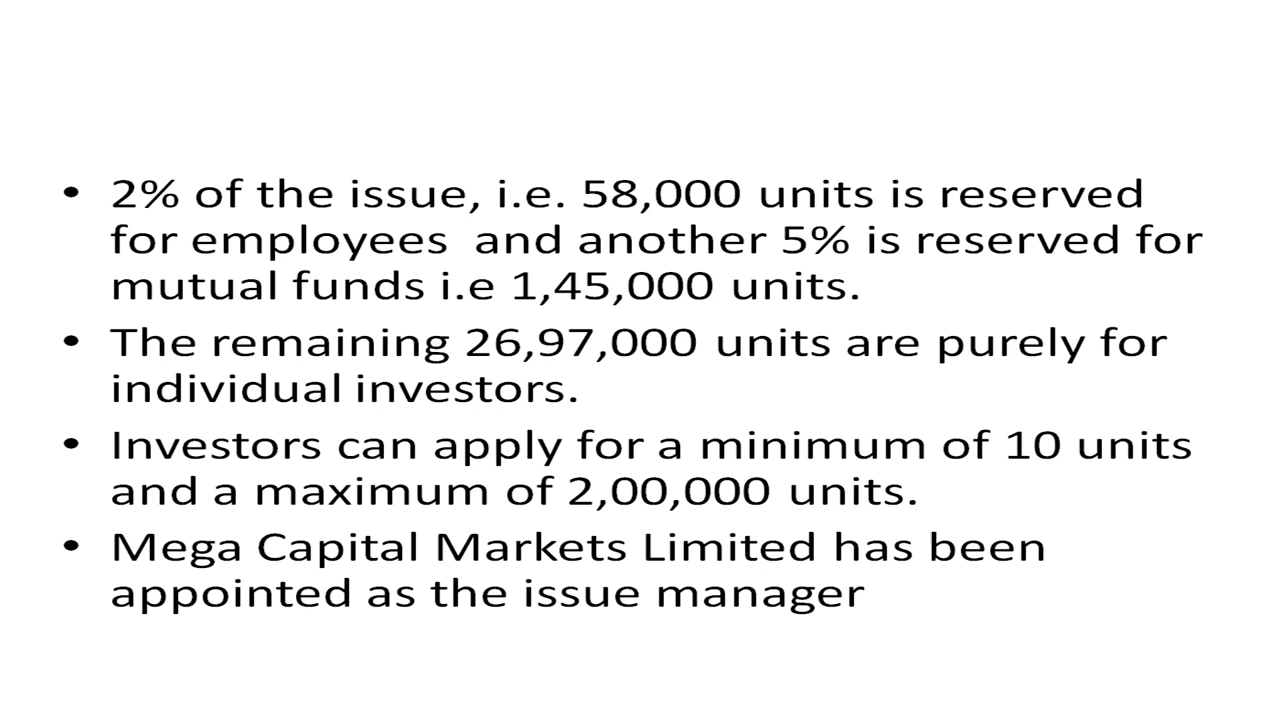 • 2% of the issue, i.e. 58,000 units is reserved
for employees  and another 5% is reserved for
mutual funds i.e 1,45,000 units.
• The remaining 26,97,000 units are purely for
individual investors.
• Investors can apply for a minimum of 10 units
and a maximum of 2,00,000 units.
• Mega Capital Markets Limited has been
appointed as the issue manager